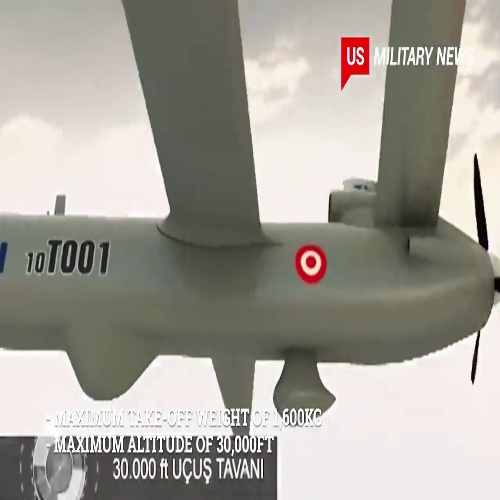 US MILITARY NEWS
10T001
- MAXIMUM TAKE-OFF WEIGHT OF 1,600KG
- MAXIMUM ALTITUDE OF 30,000FT
30.000 ft UÇUŞ TAVANI